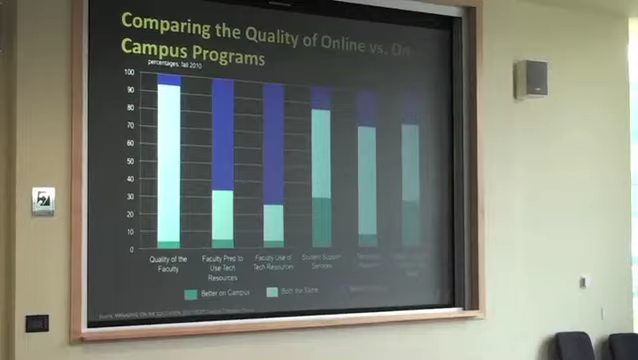 Comparing the Quality of Online vs. On-
Campus Programs
percentages: fall 2010
100
90
80
70
60
50
40
30
20
10
0
Quality of the
Faculty
Faculty Prep to
Use Tech
Resources
Faculty Use of
Tech Resources
Student Support
Services
Better on Campus
Both the Same